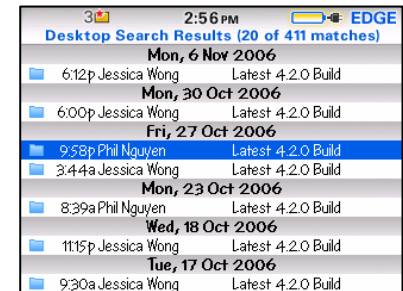 3 2:56 PM EDGE
Desktop Search Results (20 of 411 matches)
Mon, 6 Nov 2006
6:12p Jessica Wong Latest 4.2.0 Build
Mon, 30 Oct 2006
6:00p Jessica Wong Latest 4.2.0 Build
Fri, 27 Oct 2006
9:58p Phil Nguyen Latest 4.2.0 Build
3:44a Jessica Wong Latest 4.2.0 Build
Mon, 23 Oct 2006
8:39a Phil Nguyen Latest 4.2.0 Build
Wed, 18 Oct 2006
11:15p Jessica Wong Latest 4.2.0 Build
Tue, 17 Oct 2006
9:30a Jessica Wong Latest 4.2.0 Build